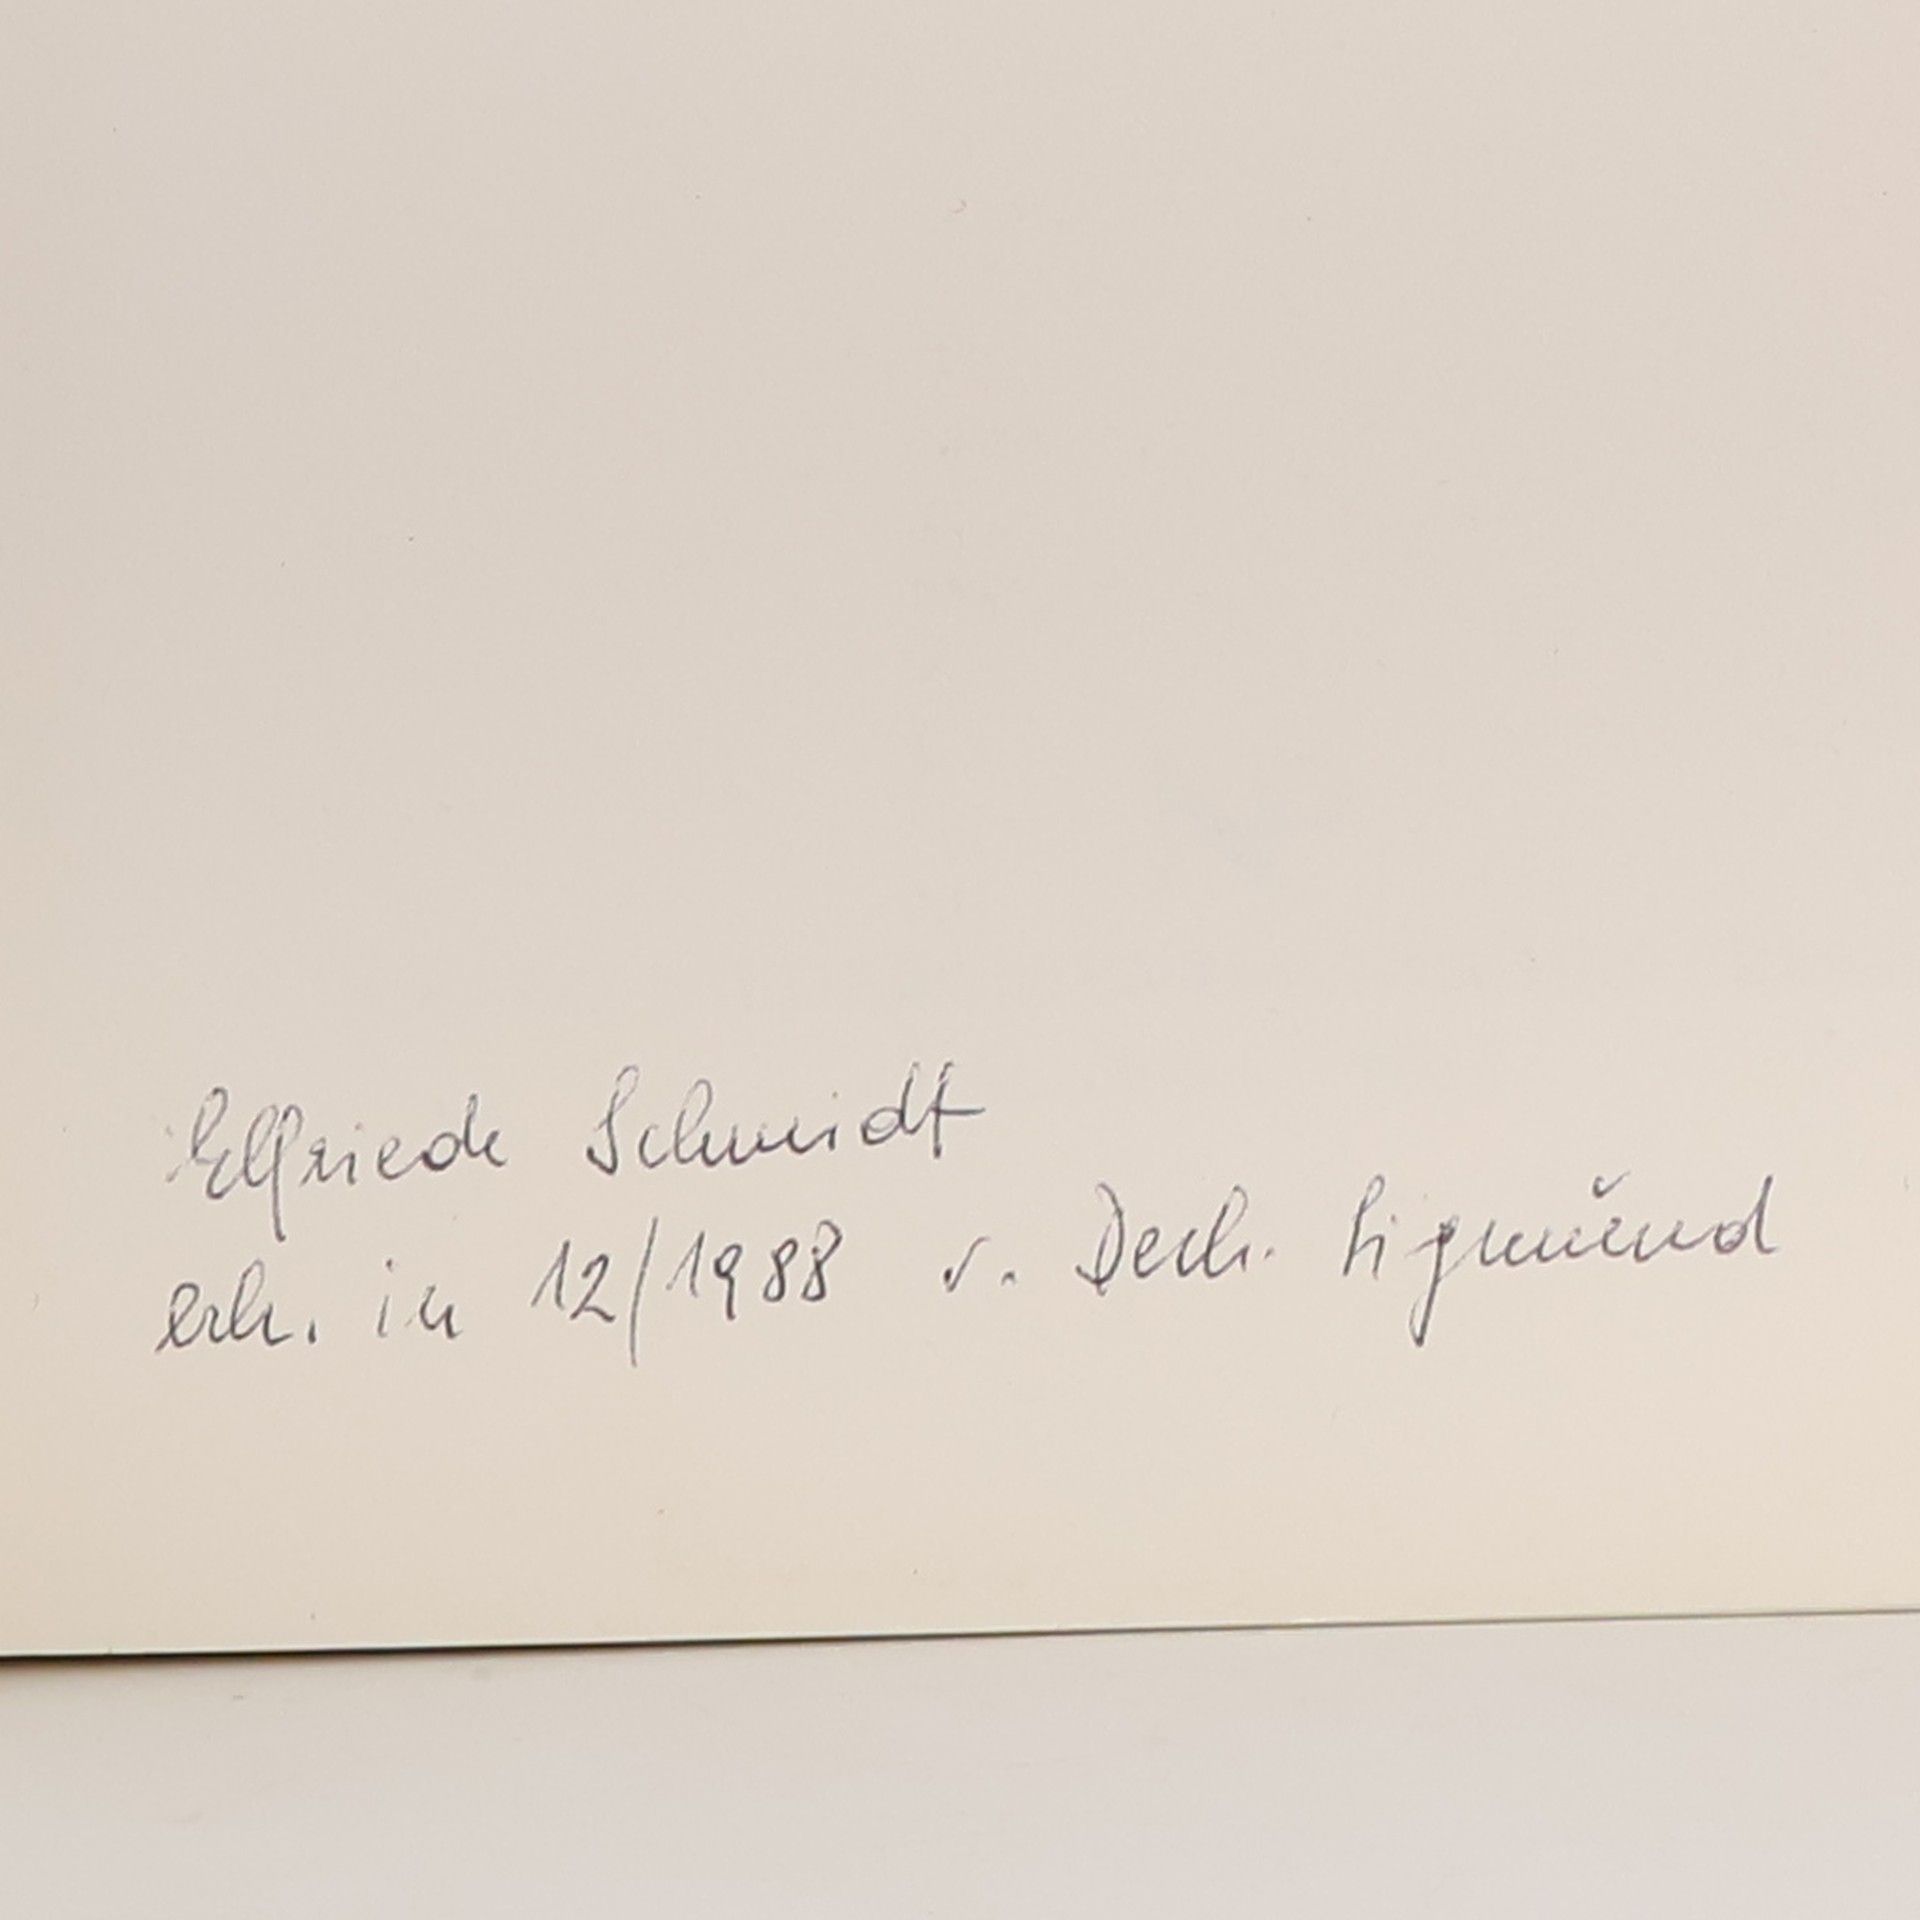 Elfriede Schmidt
erh. in 12/1988 v. Dech. Sigmund